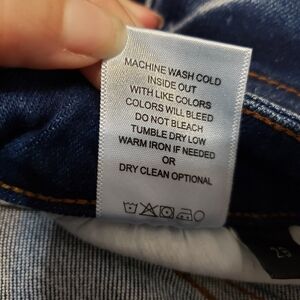 MACHINE WASH COLD
INSIDE OUT
WITH LIKE COLORS
COLORS WILL BLEED
DO NOT BLEACH
TUMBLE DRY LOW
WARM IRON IF NEEDED
OR
DRY CLEAN OPTIONAL